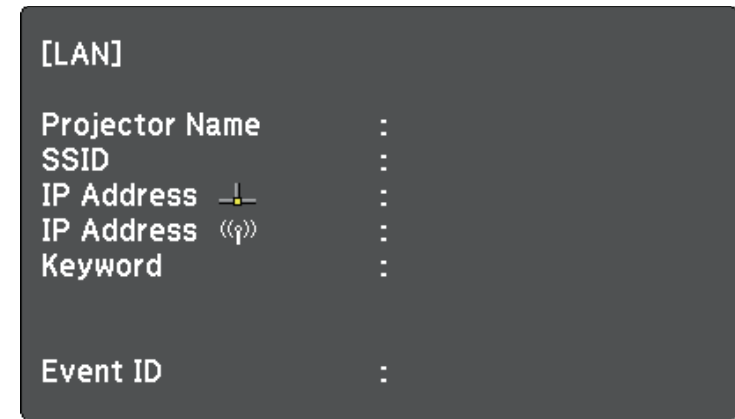 [LAN]
Projector Name :
SSID :
IP Address :
IP Address :
Keyword :
Event ID :